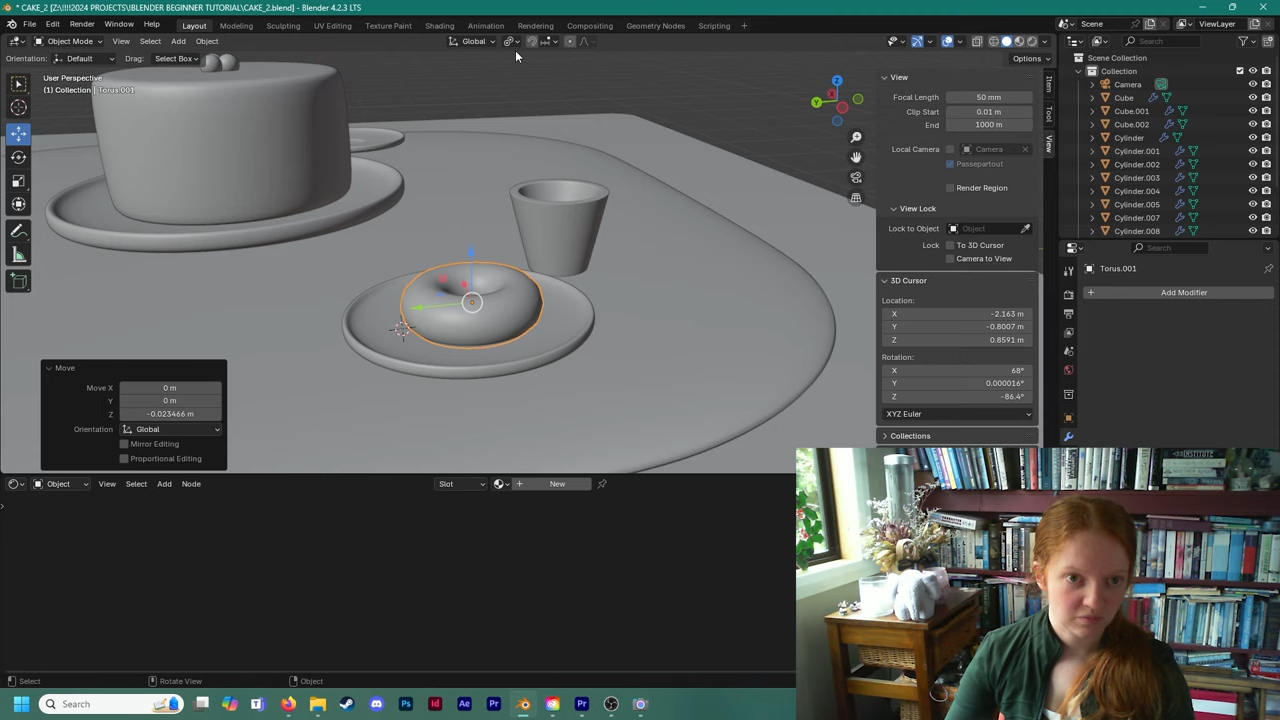 * CAKE_2 [Z:\!!!!2024 PROJECTS\BLENDER BEGINNER TUTORIAL\CAKE_2.blend] - Blender 4.2.3 LTS
File Edit Render Window Help Layout Modeling Sculpting UV Editing Texture Paint Shading Animation Rendering Compositing Geometry Nodes Scripting + Scene ViewLayer
Object Mode View Select Add Object Global Search
Orientation: Default Drag: Select Box Options
User Perspective
(1) Collection | Torus.001
Z
X
Y
View
Focal Length 50 mm
Clip Start 0.01 m
End 1000 m
Local Camera Camera
Passepartout
Render Region
View Lock
Lock to Object Object
Lock To 3D Cursor
Camera to View
3D Cursor
Location:
X -2.163 m
Y -0.8007 m
Z 0.8591 m
Rotation:
X 68°
Y 0.000016°
Z -86.4°
XYZ Euler
Collections
Item
Tool
View
Scene Collection
Collection
Camera
Cube
Cube.001
Cube.002
Cylinder
Cylinder.001
Cylinder.002
Cylinder.003
Cylinder.004
Cylinder.005
Cylinder.007
Cylinder.008
Search
Torus.001
+ Add Modifier
Move
Move X 0 m
Y 0 m
Z -0.023466 m
Orientation Global
Mirror Editing
Proportional Editing
Object View Select Add Node Slot + New
Select Rotate View Object
Search